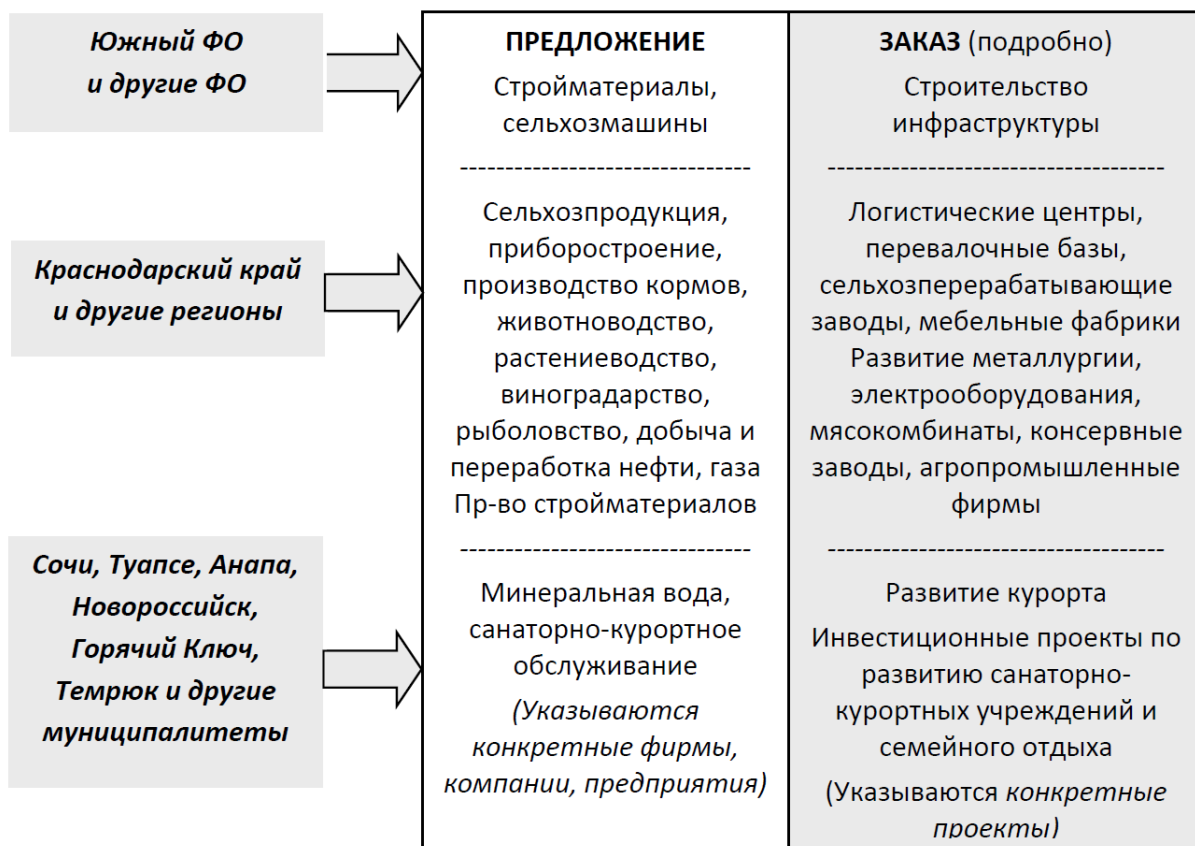 Южный ФО
и другие ФО
ПРЕДЛОЖЕНИЕ
Стройматериалы,
сельхозмашины
-------------------------------
ЗАКАЗ (подробно)
Строительство
инфраструктуры
------------------------------------
Краснодарский край
и другие регионы
Сельхозпродукция,
приборостроение,
производство кормов,
животноводство,
растениеводство,
виноградарство,
рыболовство, добыча и
переработка нефти, газа
Пр-во стройматериалов
-------------------------------
Логистические центры,
перевалочные базы,
сельхозперерабатывающие
заводы, мебельные фабрики
Развитие металлургии,
электрооборудования,
мясокомбинаты, консервные
заводы, агропромышленные
фирмы
------------------------------------
Сочи, Туапсе, Анапа,
Новороссийск,
Горячий Ключ,
Темрюк и другие
муниципалитеты
Минеральная вода,
санаторно-курортное
обслуживание
(Указываются
конкретные фирмы,
компании, предприятия)
Развитие курорта
Инвестиционные проекты по
развитию санаторно-
курортных учреждений и
семейного отдыха
(Указываются конкретные
проекты)